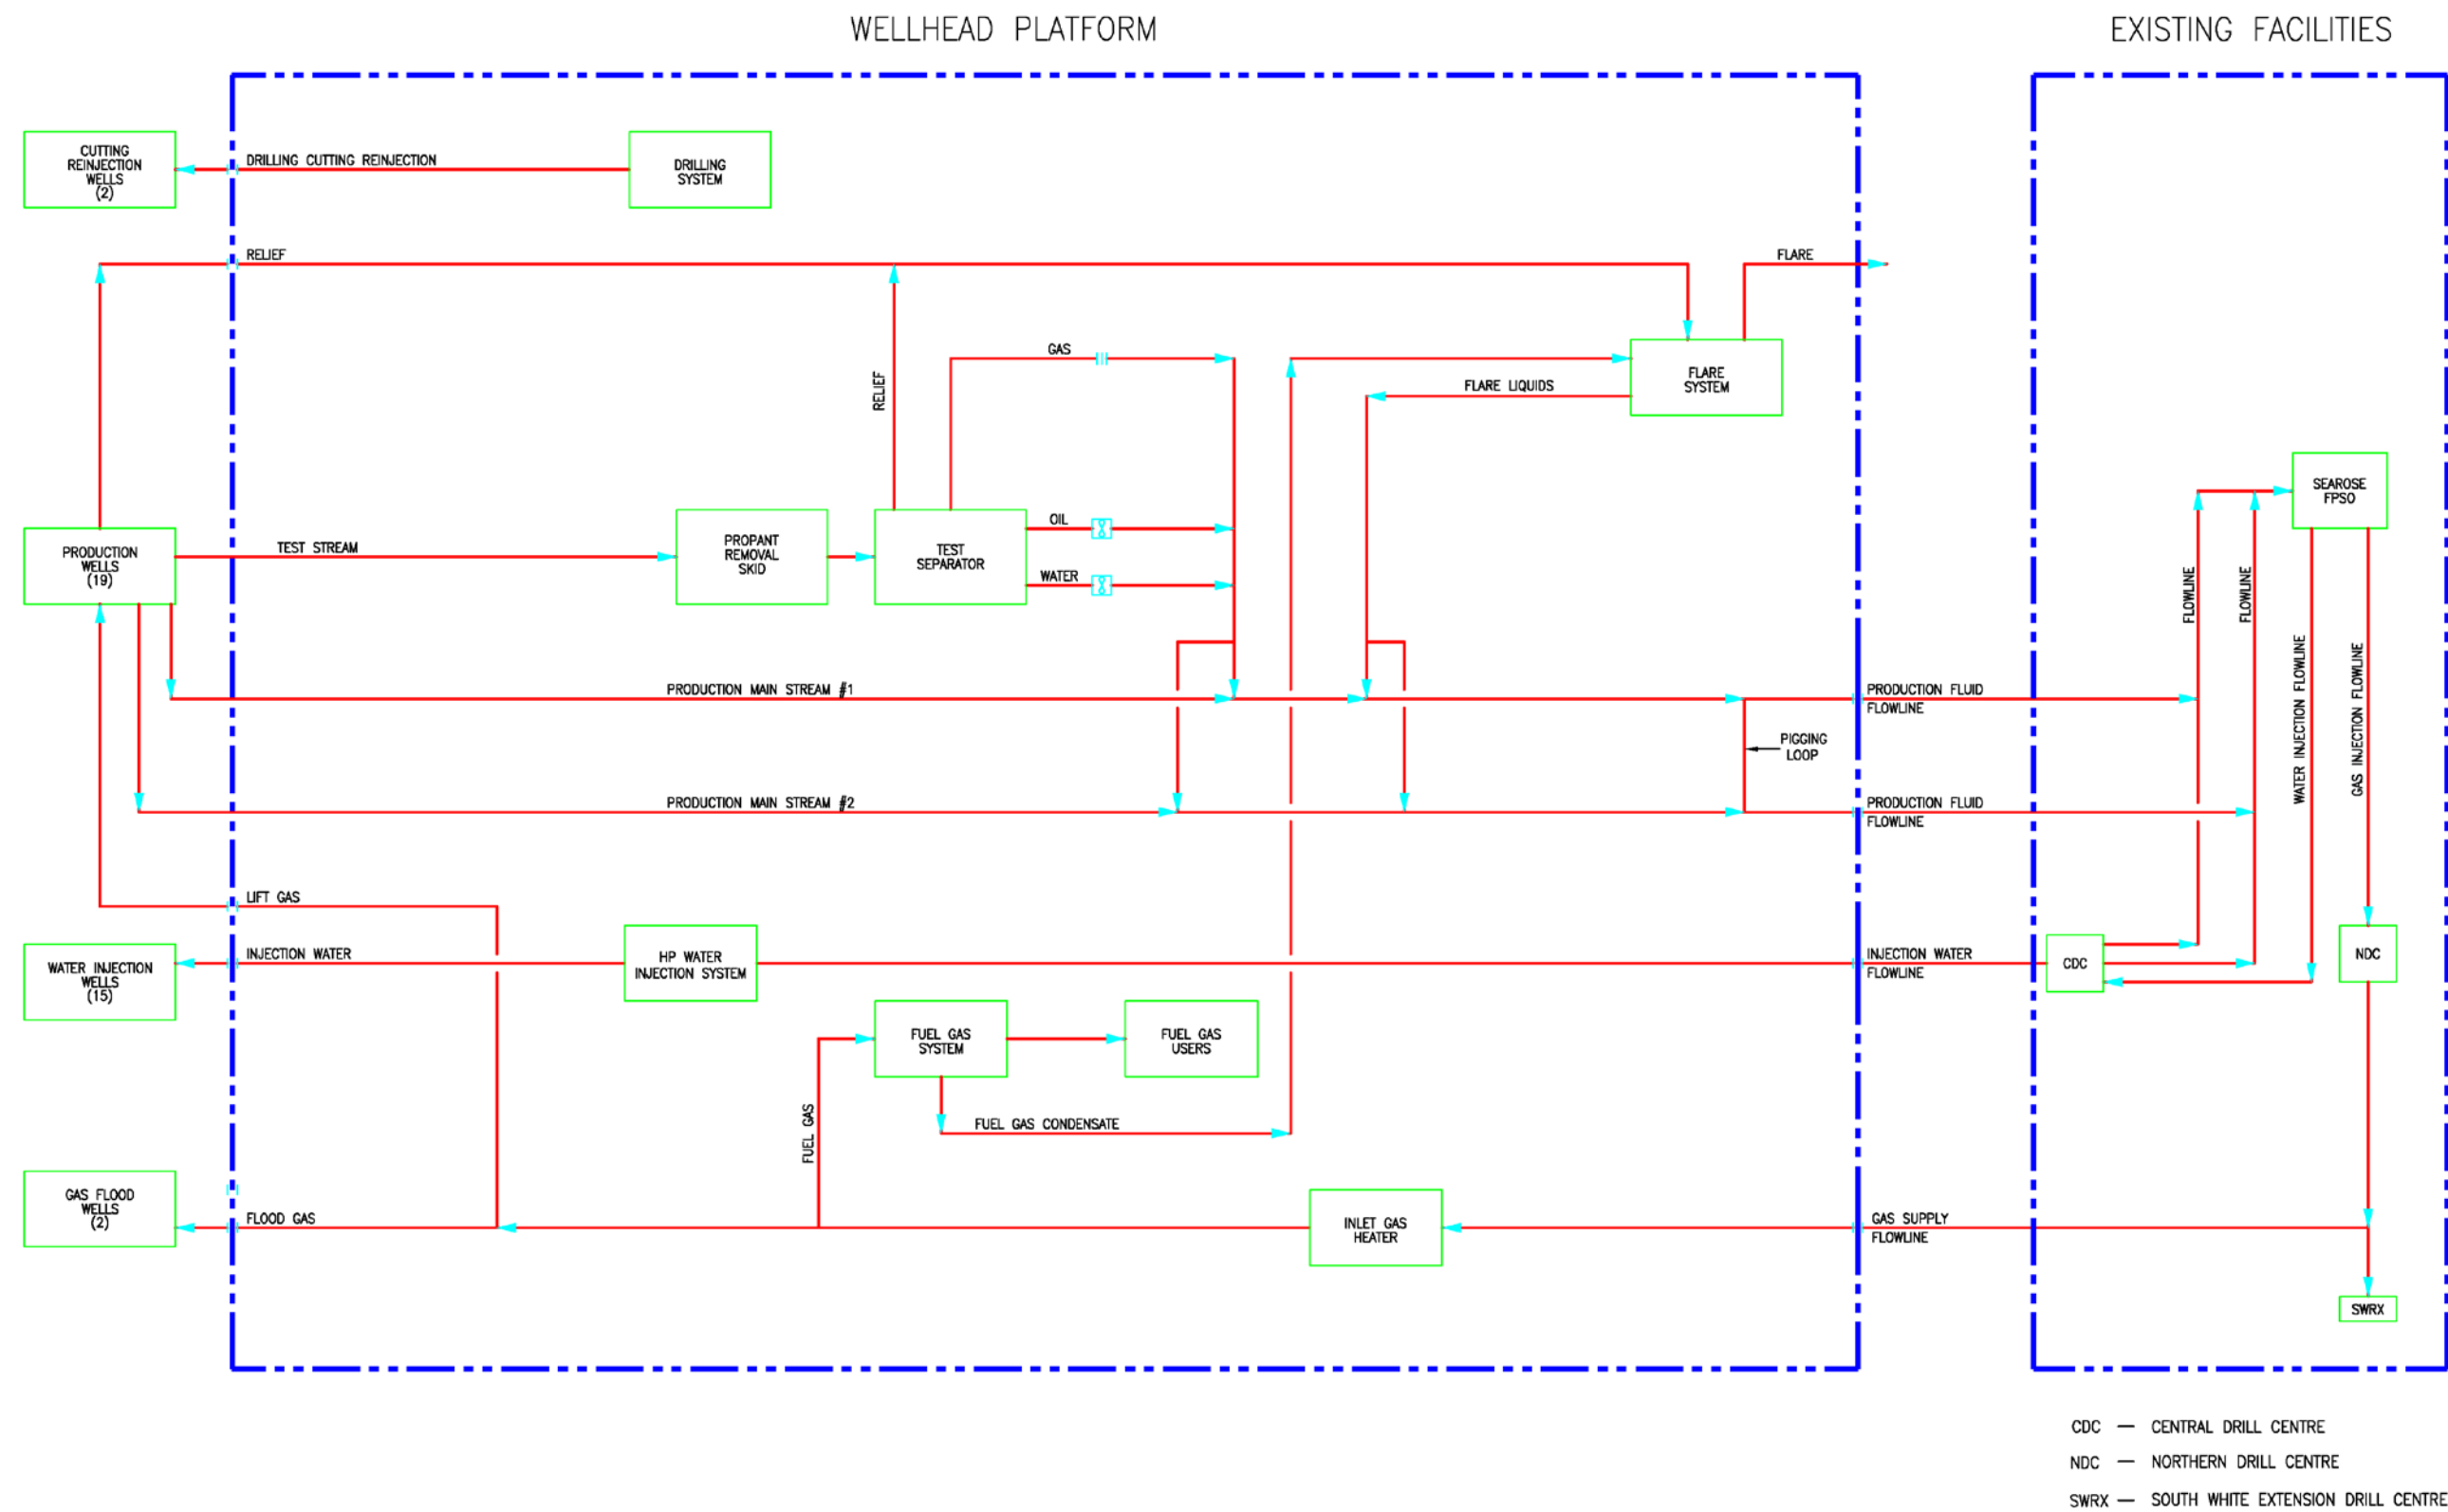 WELLHEAD PLATFORM
EXISTING FACILITIES
CUTTING
REINJECTION
WELLS
(2)
DRILLING CUTTING REINJECTION
DRILLING
SYSTEM
RELIEF
FLARE
GAS
RELIEF
FLARE LIQUIDS
FLARE
SYSTEM
PRODUCTION
WELLS
(19)
TEST STREAM
PROPANT
REMOVAL
SKID
TEST
SEPARATOR
OIL
WATER
SEAROSE
FPSO
FLOWLINE
FLOWLINE
WATER INJECTION FLOWLINE
GAS INJECTION FLOWLINE
PRODUCTION MAIN STREAM #1
PRODUCTION FLUID
FLOWLINE
PIGGING
LOOP
PRODUCTION MAIN STREAM #2
PRODUCTION FLUID
FLOWLINE
LIFT GAS
WATER INJECTION
WELLS
(15)
INJECTION WATER
HP WATER
INJECTION SYSTEM
INJECTION WATER
FLOWLINE
CDC
NDC
FUEL GAS
SYSTEM
FUEL GAS
USERS
FUEL GAS
FUEL GAS CONDENSATE
GAS FLOOD
WELLS
(2)
FLOOD GAS
INLET GAS
HEATER
GAS SUPPLY
FLOWLINE
SWRX
CDC — CENTRAL DRILL CENTRE
NDC — NORTHERN DRILL CENTRE
SWRX — SOUTH WHITE EXTENSION DRILL CENTRE